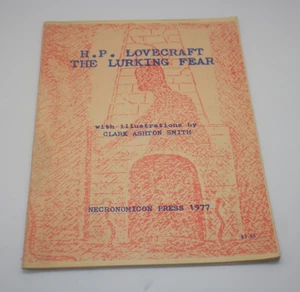 H.P. LOVECRAFT
THE LURKING FEAR
with illustrations by
CLARK ASHTON SMITH
NECRONOMICON PRESS 1977